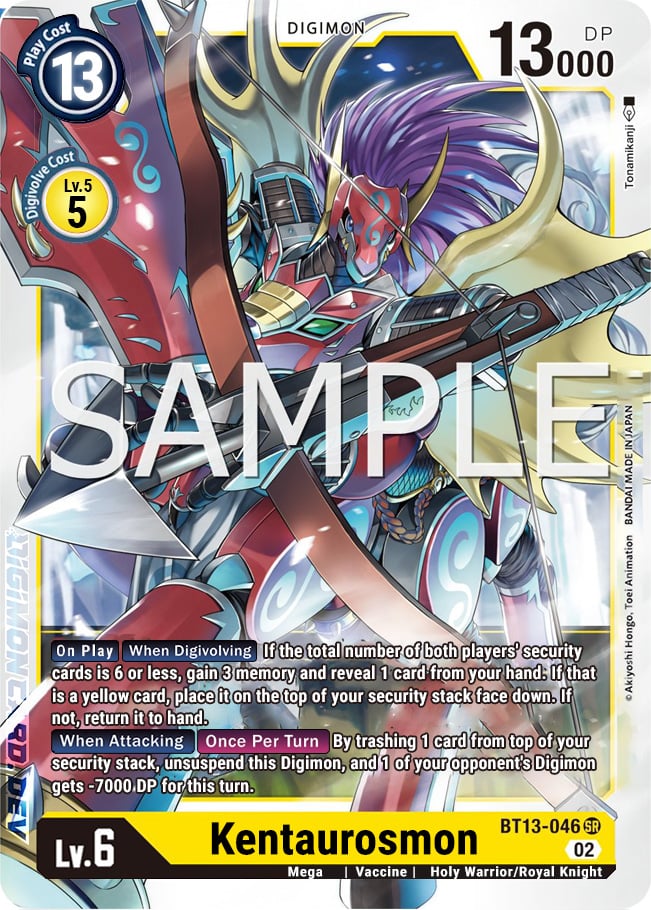 DIGIMON
Play Cost
13
13000
DP
Digivolve Cost
Lv.5
5
Tonamikanji
SAMPLE
©Akiyoshi Hongo, Toei Animation BANDAI MADE IN JAPAN
DIGIMONCARD.DEV
On Play When Digivolving If the total number of both players' security
cards is 6 or less, gain 3 memory and reveal 1 card from your hand. If that
is a yellow card, place it on the top of your security stack face down. If
not, return it to hand.
When Attacking Once Per Turn By trashing 1 card from top of your
security stack, unsuspend this Digimon, and 1 of your opponent's Digimon
gets -7000 DP for this turn.
Lv.6
Kentaurosmon
BT13-046 SR
02
Mega | Vaccine | Holy Warrior/Royal Knight